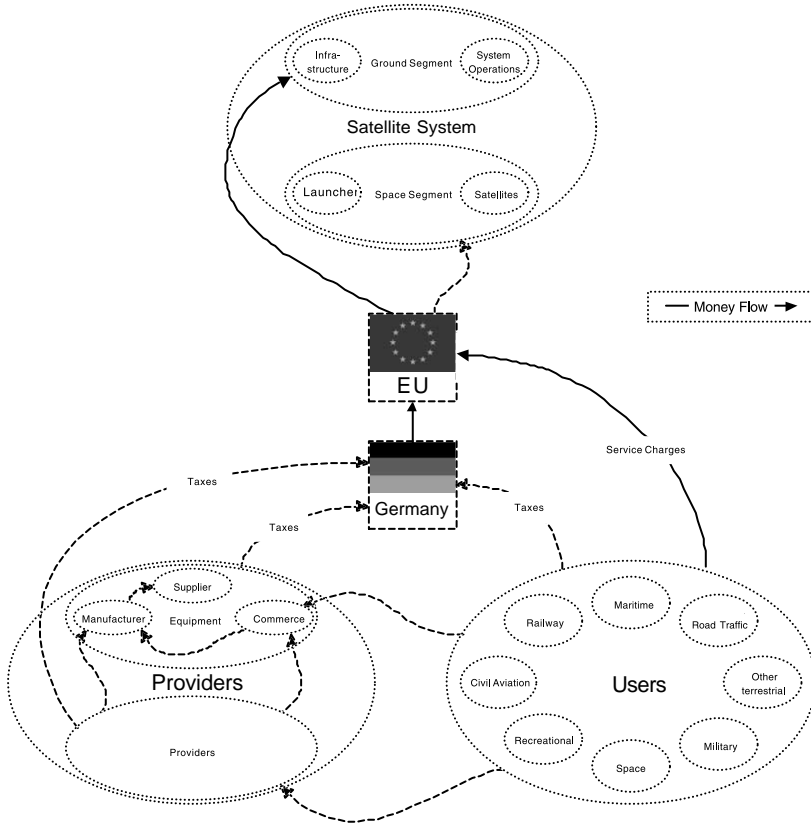 Infra-
structure
Ground Segment
System
Operations
Satellite System
Launcher
Space Segment
Satellites
Money Flow
EU
Service Charges
Taxes
Germany
Taxes
Taxes
Supplier
Manufacturer
Equipment
Commerce
Providers
Providers
Maritime
Railway
Road Traffic
Civil Aviation
Users
Other
terrestrial
Recreational
Military
Space